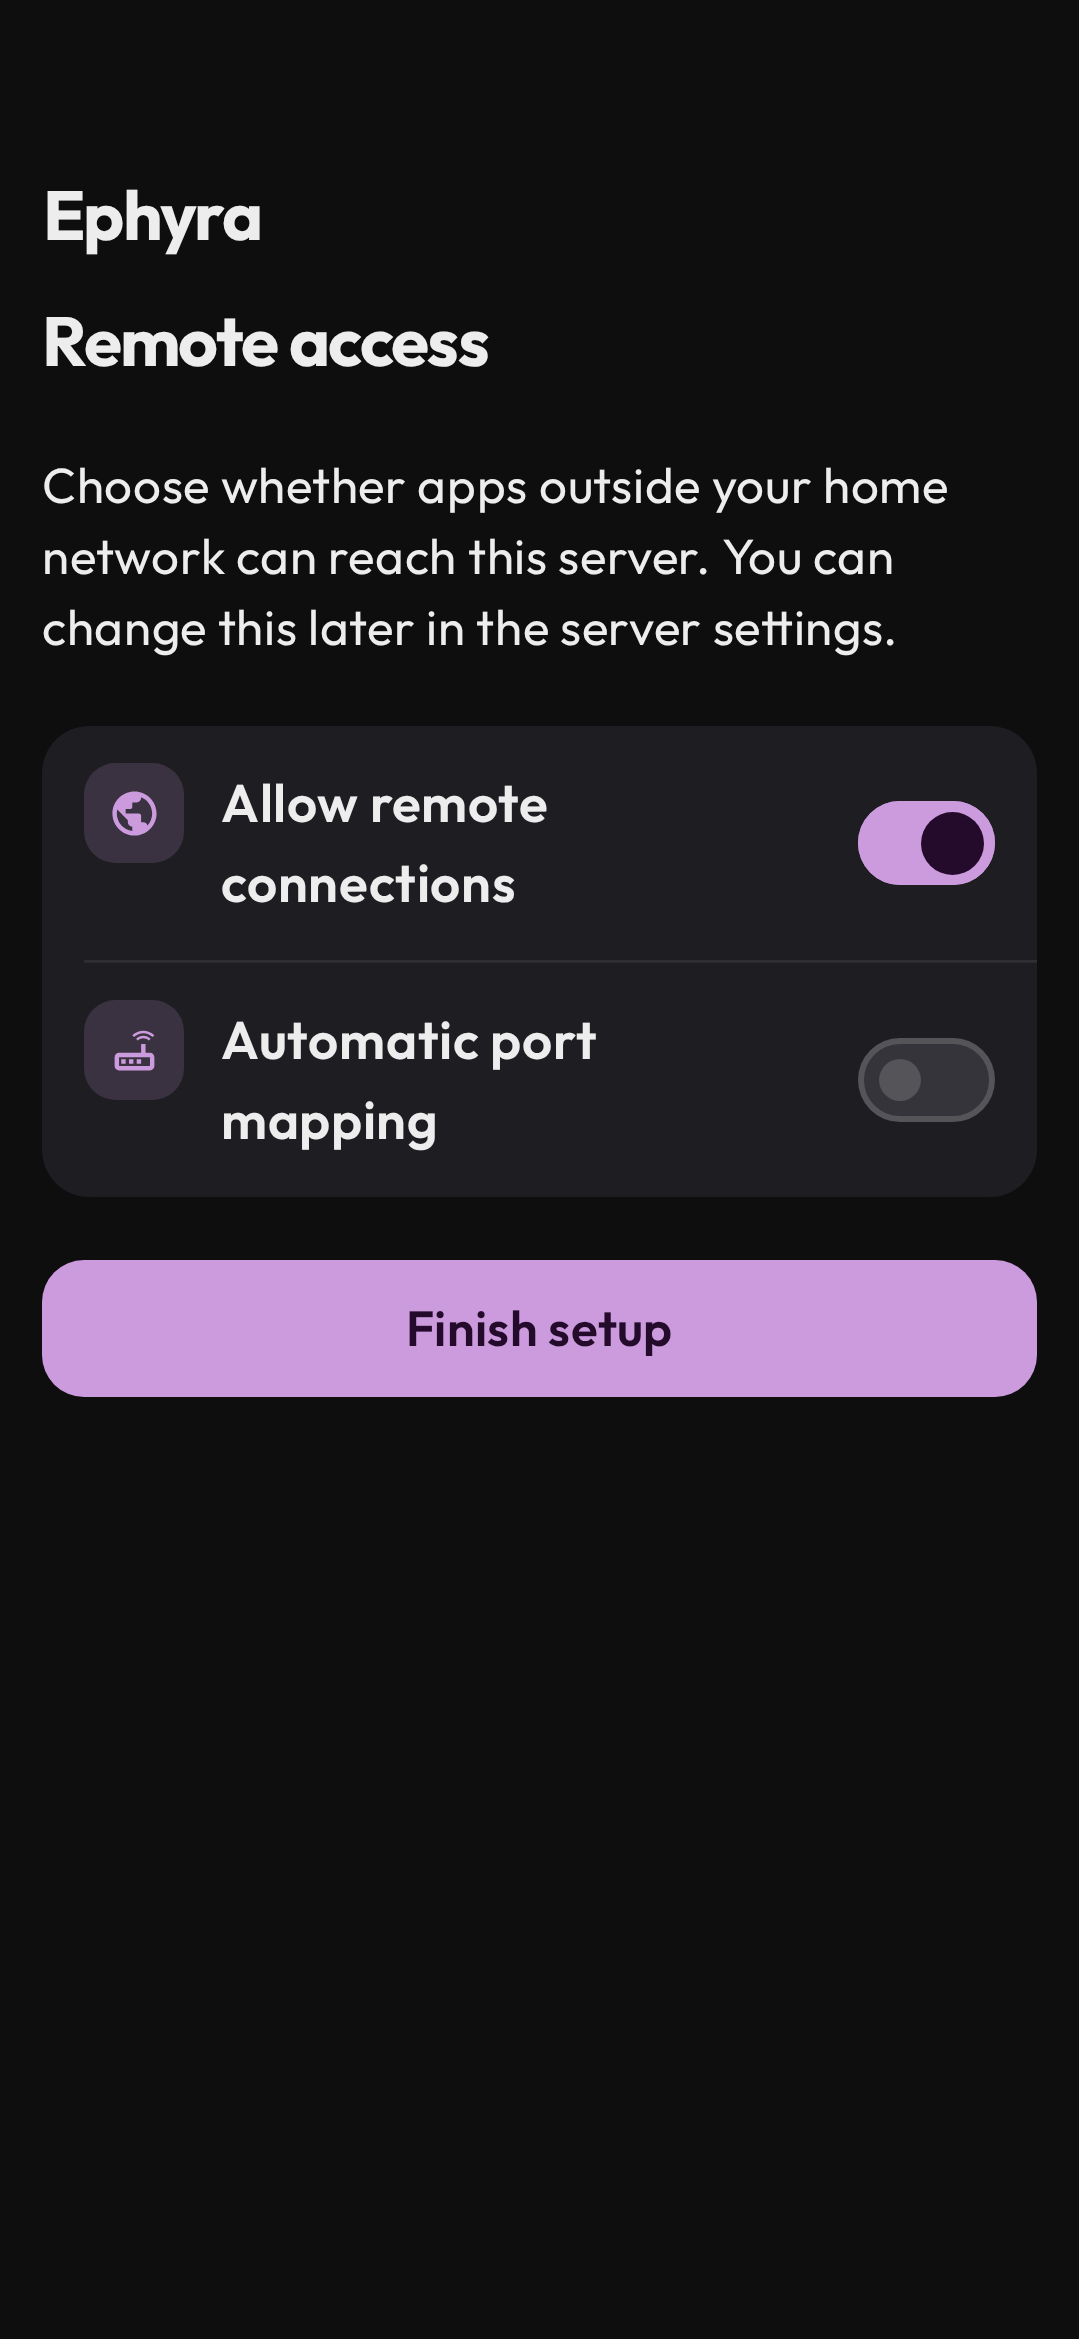 Ephyra
Remote access
Choose whether apps outside your home
network can reach this server. You can
change this later in the server settings.
Allow remote
connections
Automatic port
mapping
Finish setup